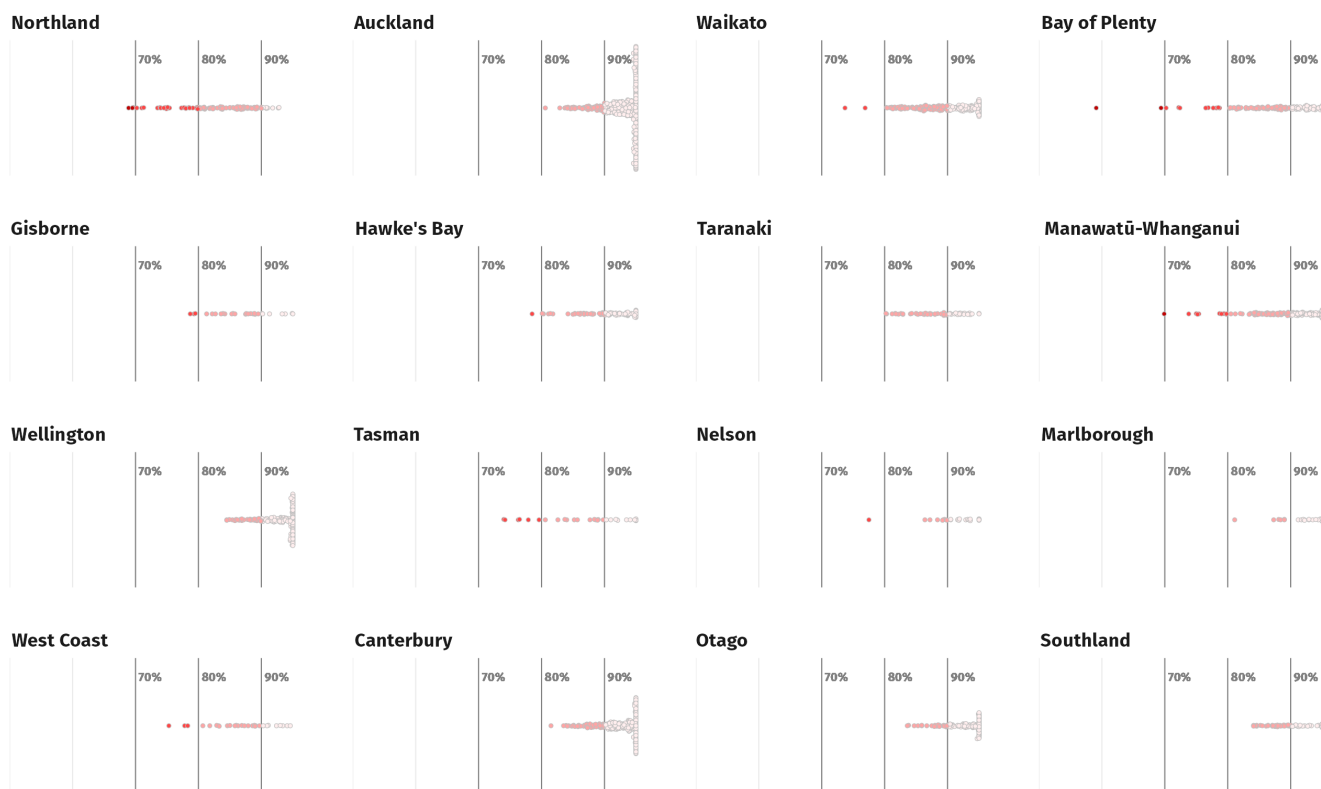 Northland Auckland Waikato Bay of Plenty
70% 80% 90% 70% 80% 90% 70% 80% 90% 70% 80% 90%
Gisborne Hawke's Bay Taranaki Manawatū-Whanganui
70% 80% 90% 70% 80% 90% 70% 80% 90% 70% 80% 90%
Wellington Tasman Nelson Marlborough
70% 80% 90% 70% 80% 90% 70% 80% 90% 70% 80% 90%
West Coast Canterbury Otago Southland
70% 80% 90% 70% 80% 90% 70% 80% 90% 70% 80% 90%